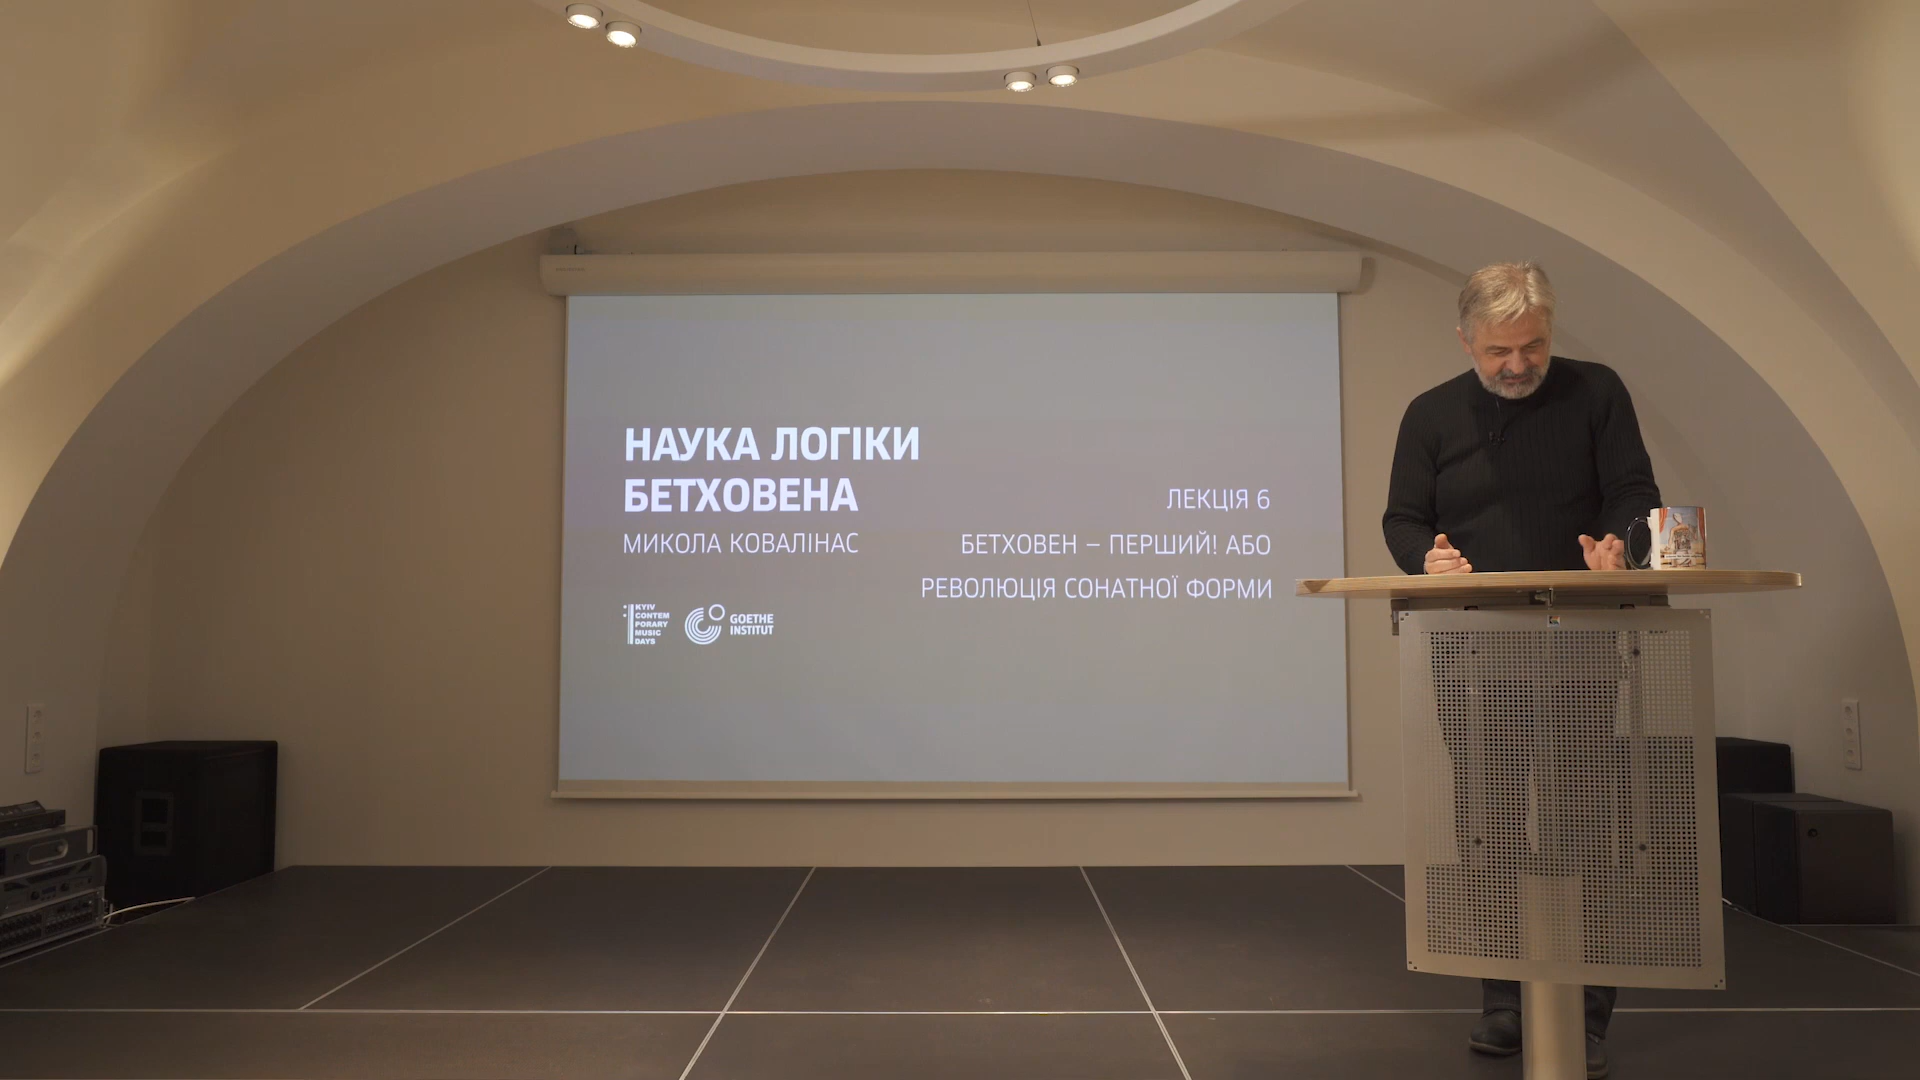 НАУКА ЛОГІКИ
БЕТХОВЕНА
МИКОЛА КОВАЛІНАС
ЛЕКЦІЯ 6
БЕТХОВЕН – ПЕРШИЙ! АБО
РЕВОЛЮЦІЯ СОНАТНОЇ ФОРМИ
KYIV
CONTEM
PORARY
MUSIC
DAYS
GOETHE
INSTITUT